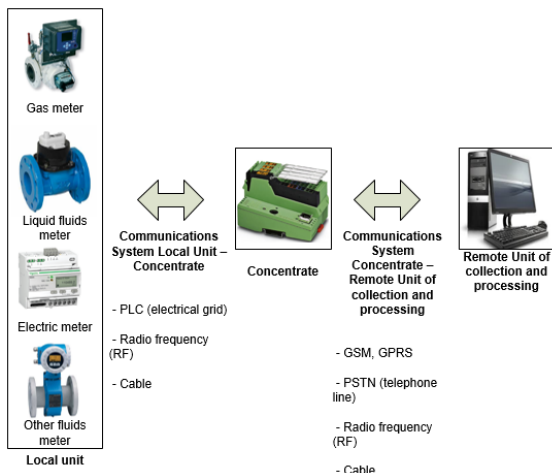 Gas meter
Liquid fluids
meter
Electric meter
Other fluids
meter
Local unit
Communications
System Local Unit –
Concentrate
- PLC (electrical grid)
- Radio frequency
(RF)
- Cable
Concentrate
Communications
System
Concentrate –
Remote Unit of
collection and
processing
- GSM, GPRS
- PSTN (telephone
line)
- Radio frequency
(RF)
- Cable
Remote Unit of
collection and
processing